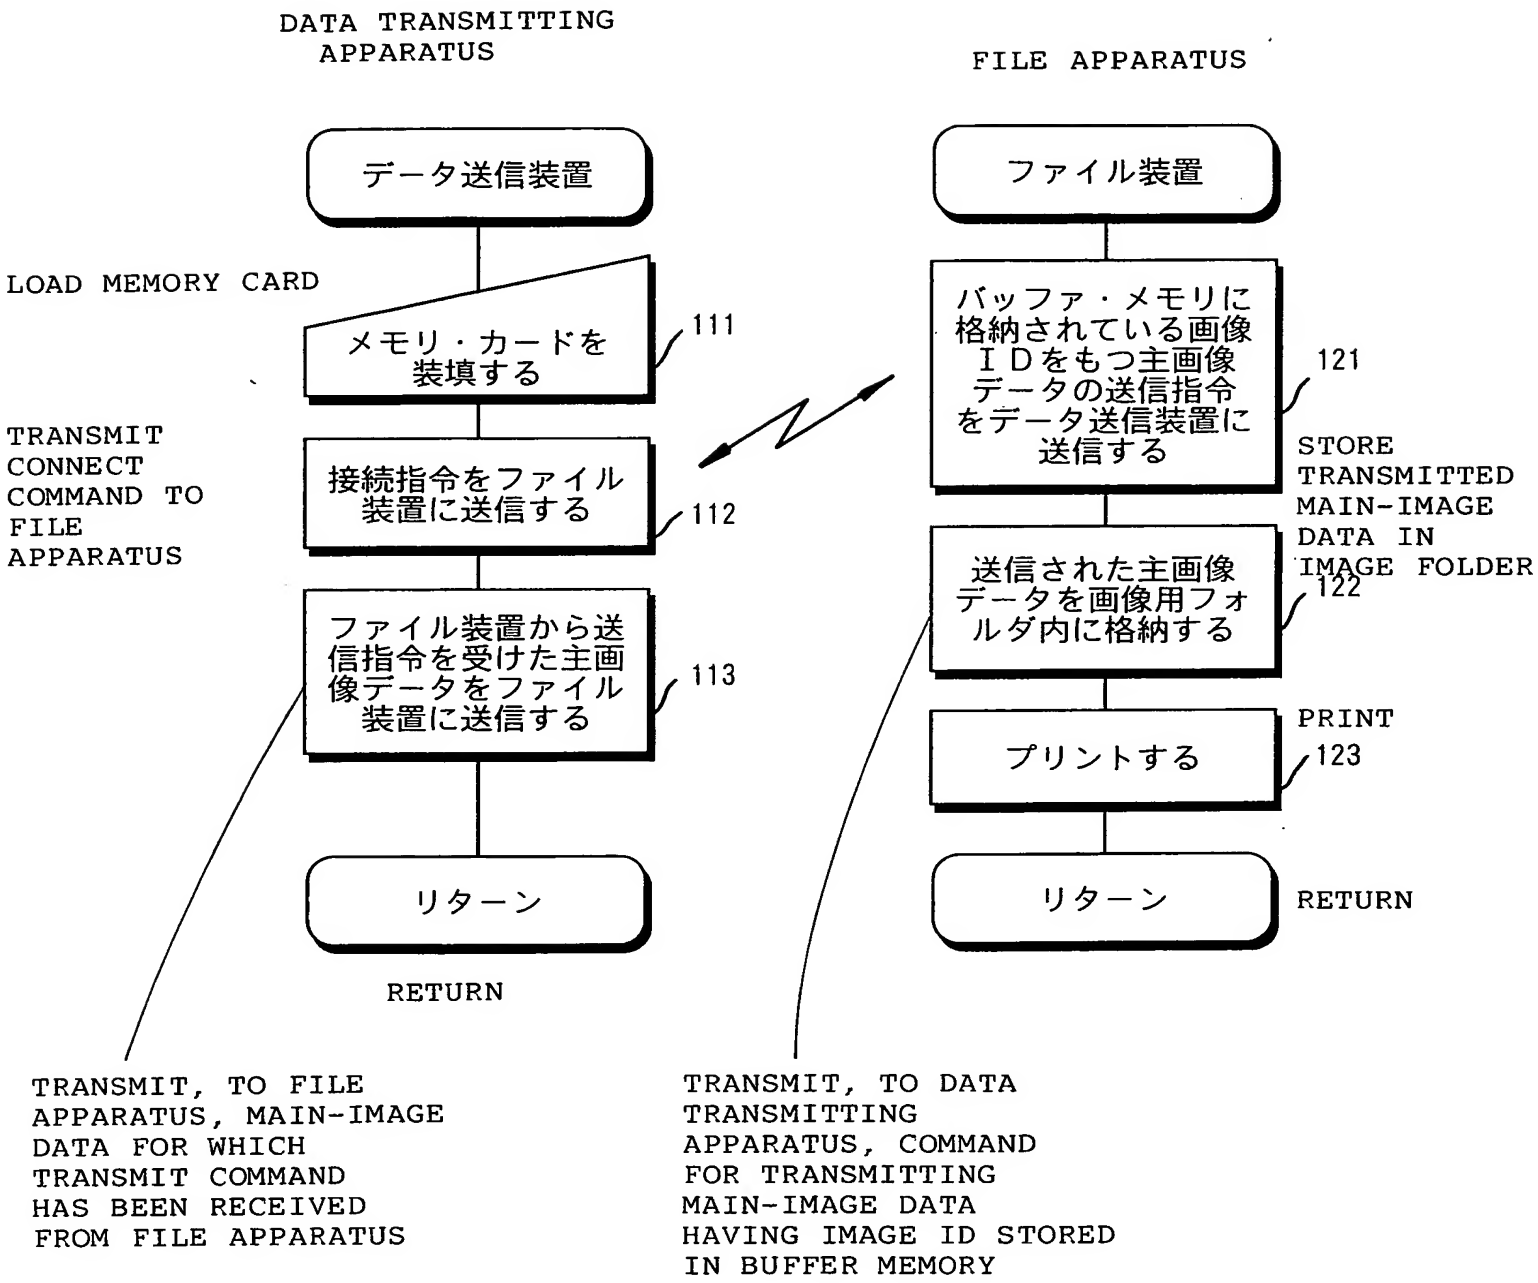 DATA TRANSMITTING
APPARATUS
データ送信装置
LOAD MEMORY CARD
メモリ・カードを
装填する
111
TRANSMIT
CONNECT
COMMAND TO
FILE
APPARATUS
接続指令をファイル
装置に送信する
112
ファイル装置から送
信指令を受けた主画
像データをファイル
装置に送信する
113
リターン
RETURN
TRANSMIT, TO FILE
APPARATUS, MAIN-IMAGE
DATA FOR WHICH
TRANSMIT COMMAND
HAS BEEN RECEIVED
FROM FILE APPARATUS
FILE APPARATUS
ファイル装置
バッファ・メモリに
格納されている画像
IDをもつ主画像
データの送信指令
をデータ送信装置に
送信する
121
STORE
TRANSMITTED
MAIN-IMAGE
DATA IN
IMAGE FOLDER
送信された主画像
データを画像用フォ
ルダ内に格納する
122
PRINT
プリントする
123
リターン
RETURN
TRANSMIT, TO DATA
TRANSMITTING
APPARATUS, COMMAND
FOR TRANSMITTING
MAIN-IMAGE DATA
HAVING IMAGE ID STORED
IN BUFFER MEMORY